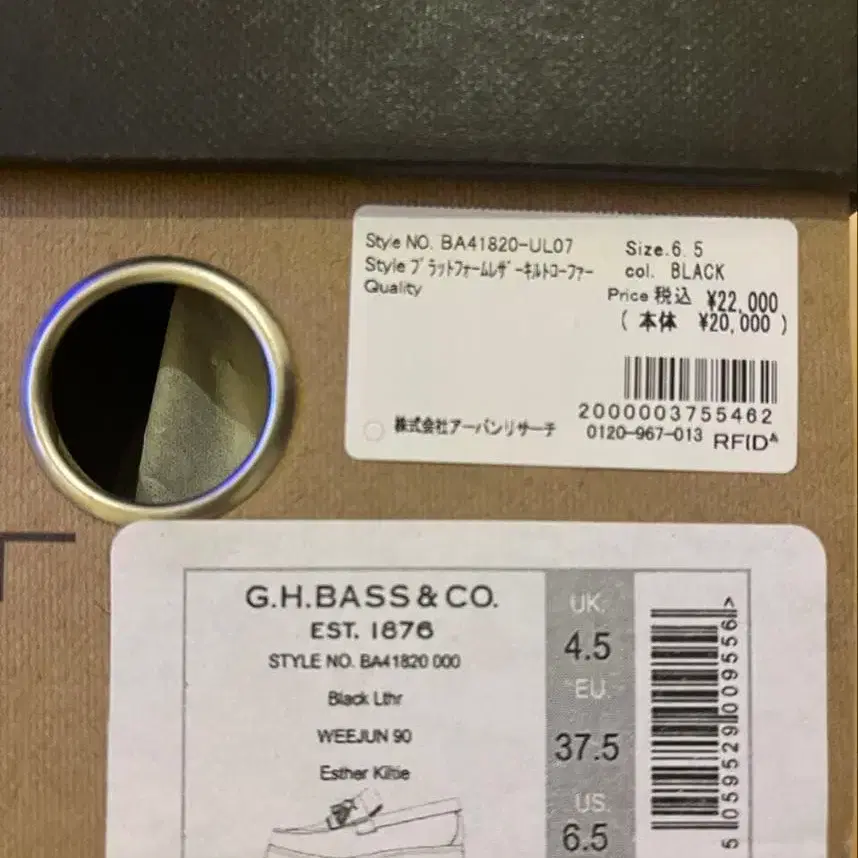 Style NO. BA41820-UL07
Size.6.5
Style プラットフォームレザーキルトローファー
col. BLACK
Quality
Price 税込 ¥22,000
( 本体 ¥20,000 )
2000003755462
株式会社アーバンリサーチ
0120-967-013 RFID
G.H.BASS & CO.
EST. 1876
STYLE NO. BA41820 000
Black Lthr
WEEJUN 90
Esther Kiltie
UK.
4.5
EU.
37.5
US.
6.5
5 059529 009556 >